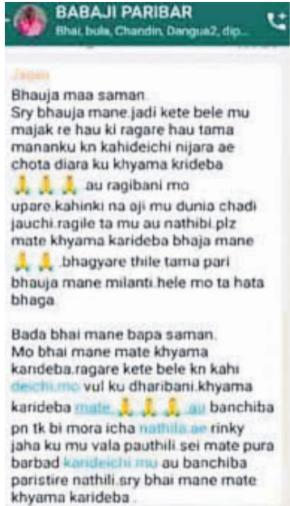 BABAJI PARIBAR
Bhai, bula, Chandin, Dangua2, dip...
Jagan
Bhauja maa saman.
Sry bhauja mane.jadi kete bele mu
majak re hau ki ragare hau tama
mananku kn kahideichi nijara ae
chota diara ku khyama krideba
🙏 🙏 🙏 au ragibani mo
upare.kahinki na aji mu dunia chadi
jauchi.ragile ta mu au nathibi.plz
mate khyama karideba bhaja mane
🙏 🙏 .bhagyare thile tama pari
bhauja mane milanti.hele mo ta hata
bhaga
Bada bhai mane bapa saman.
Mo bhai mane mate khyama
karideba.ragare kete bele kn kahi
deichi.mo vul ku dharibani.khyama
karideba mate 🙏 🙏 🙏 .au banchiba
pn tk bi mora icha nathila.ae rinky
jaha ku mu vala pauthili.sei mate pura
barbad karideichi.mu au banchiba
paristire nathili.sry bhai mane mate
khyama karideba .